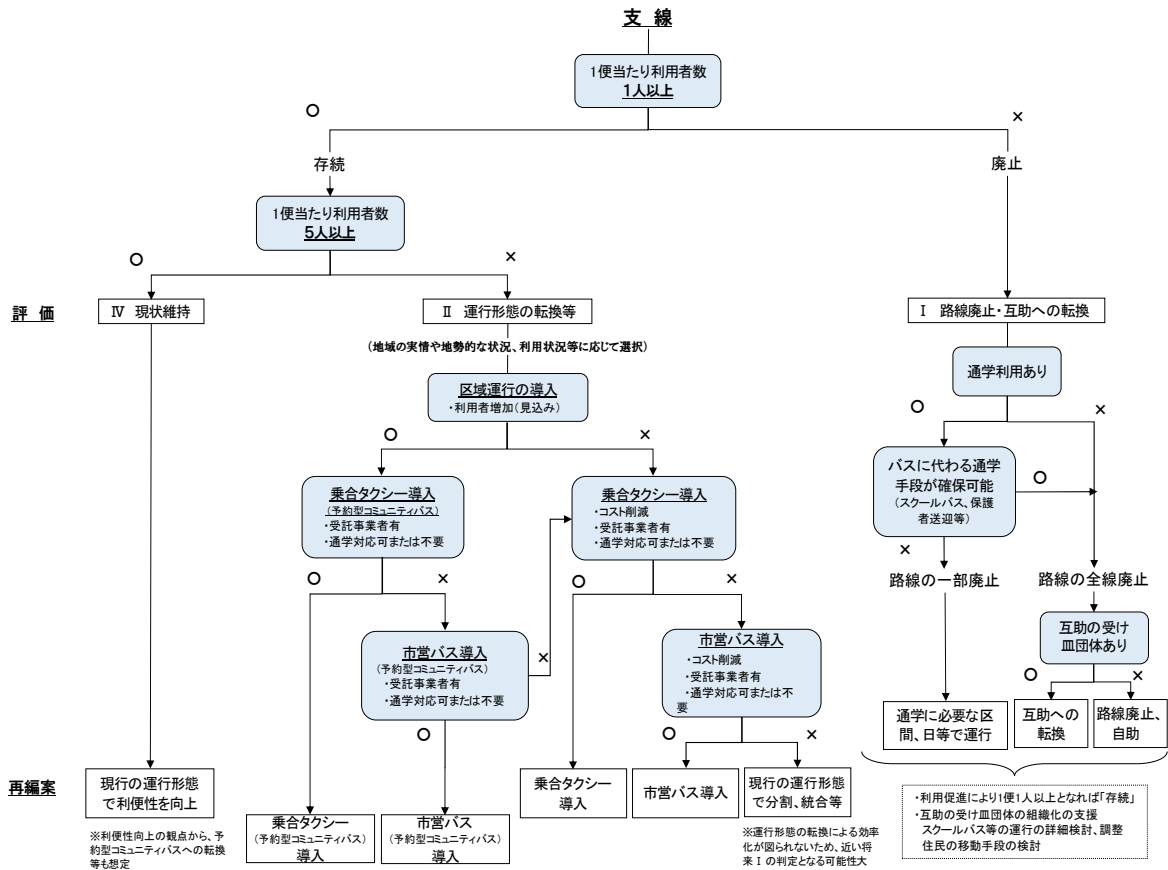 支 線
1便当たり利用者数
1人以上
○
×
存続
廃止
1便当たり利用者数
5人以上
○
×
評 価
Ⅳ 現状維持
Ⅱ 運行形態の転換等
Ⅰ 路線廃止・互助への転換
(地域の実情や地勢的な状況、利用状況等に応じて選択)
区域運行の導入
・利用者増加(見込み)
通学利用あり
○
×
○
×
乗合タクシー導入
(予約型コミュニティバス)
・受託事業者有
・通学対応可または不要
乗合タクシー導入
・コスト削減
・受託事業者有
・通学対応可または不要
バスに代わる通学
手段が確保可能
(スクールバス、保護
者送迎等)
○
×
○
×
○
×
路線の一部廃止
路線の全線廃止
市営バス導入
(予約型コミュニティバス)
・受託事業者有
・通学対応可または不要
×
○
市営バス導入
・コスト削減
・受託事業者有
・通学対応可または不
要
○
×
互助の受け
皿団体あり
○
×
通学に必要な区
間、日等で運行
互助への
転換
路線廃止、
自助
再編案
現行の運行形態
で利便性を向上
※利便性向上の観点から、予
約型コミュニティバスへの転換
等も想定
乗合タクシー
(予約型コミュニティバス)
導入
市営バス
(予約型コミュニティバス)
導入
乗合タクシー
導入
市営バス導入
現行の運行形態
で分割、統合等
※運行形態の転換による効率
化が図られないため、近い将
来Ⅰの判定となる可能性大
・利用促進により1便1人以上となれば「存続」
・互助の受け皿団体の組織化の支援
スクールバス等の運行の詳細検討、調整
住民の移動手段の検討